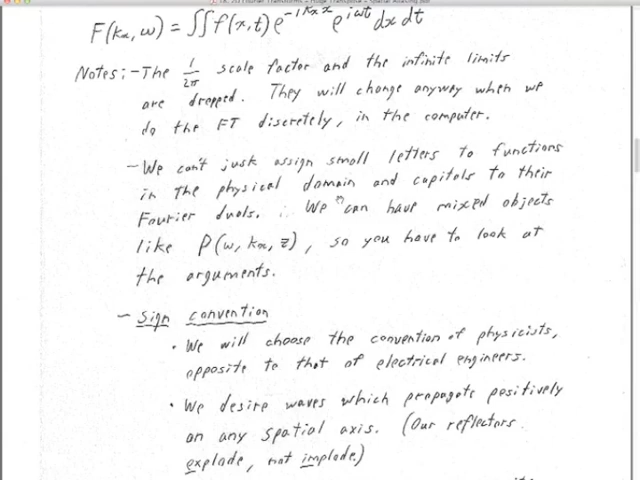 F(kx, ω) = ∫∫ f(x,t) e^{-i kx x} e^{iωt} dx dt
Notes: - The 1/2π scale factor and the infinite limits
are dropped. They will change anyway when we
do the FT discretely, in the computer.
- We can't just assign small letters to functions
in the physical domain and capitals to their
Fourier duals. ∴ We can have mixed objects
like P(ω, kx, z), so you have to look at
the arguments.
- Sign convention
• We will choose the convention of physicists,
opposite to that of electrical engineers.
• We desire waves which propagate positively
on any spatial axis. (Our reflectors
explode, not implode.)